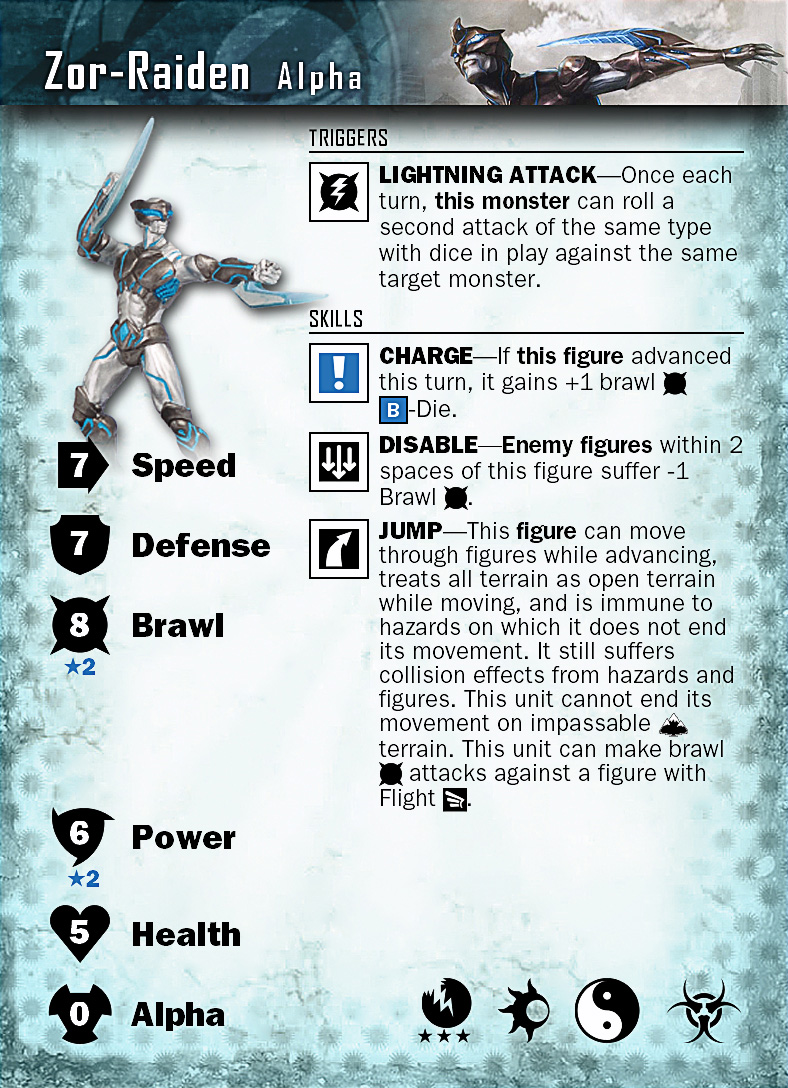 Zor-Raiden Alpha
TRIGGERS
LIGHTNING ATTACK—Once each
turn, this monster can roll a
second attack of the same type
with dice in play against the same
target monster.
SKILLS
CHARGE—If this figure advanced
this turn, it gains +1 brawl
B-Die.
DISABLE—Enemy figures within 2
spaces of this figure suffer -1
Brawl .
JUMP—This figure can move
through figures while advancing,
treats all terrain as open terrain
while moving, and is immune to
hazards on which it does not end
its movement. It still suffers
collision effects from hazards and
figures. This unit cannot end its
movement on impassable
terrain. This unit can make brawl
attacks against a figure with
Flight .
7 Speed
7 Defense
8 Brawl
★2
6 Power
★2
5 Health
0 Alpha
★★★